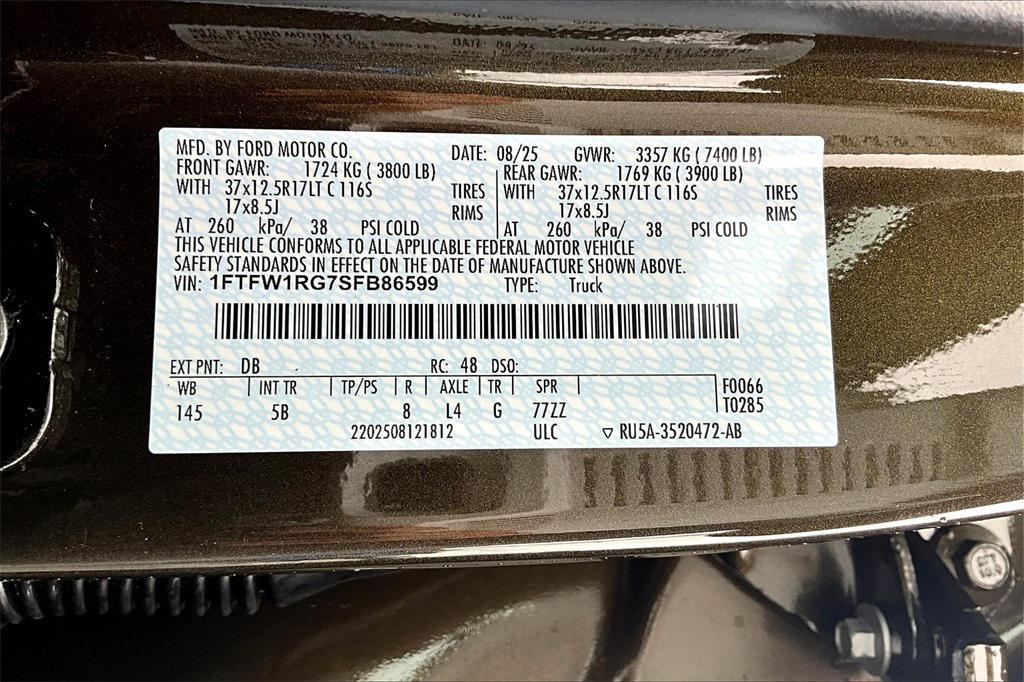 MFD. BY FORD MOTOR CO. DATE: 08/25 GVWR: 3357 KG ( 7400 LB)
FRONT GAWR: 1724 KG ( 3800 LB) REAR GAWR: 1769 KG ( 3900 LB)
WITH 37x12.5R17LT C 116S TIRES WITH 37x12.5R17LT C 116S TIRES
17x8.5J RIMS 17x8.5J RIMS
AT 260 kPa/ 38 PSI COLD AT 260 kPa/ 38 PSI COLD
THIS VEHICLE CONFORMS TO ALL APPLICABLE FEDERAL MOTOR VEHICLE
SAFETY STANDARDS IN EFFECT ON THE DATE OF MANUFACTURE SHOWN ABOVE.
VIN: 1FTFW1RG7SFB86599 TYPE: Truck
EXT PNT: DB RC: 48 DSO:
WB INT TR TP/PS R AXLE TR SPR F0066
145 5B 8 L4 G 77ZZ T0285
2202508121812 ULC ▽ RU5A-3520472-AB